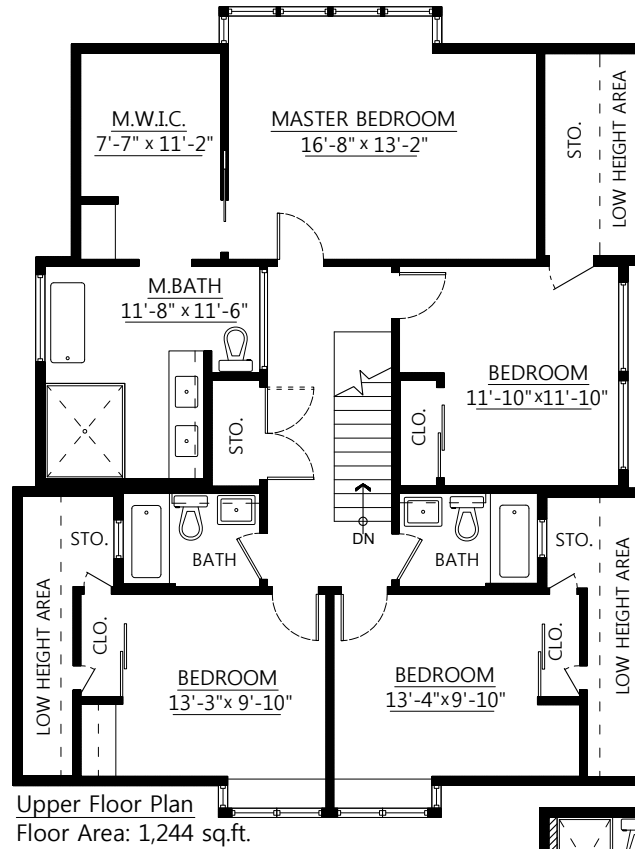 M.W.I.C.
7'-7" x 11'-2"
MASTER BEDROOM
16'-8" x 13'-2"
STO.
LOW HEIGHT AREA
M.BATH
11'-8" x 11'-6"
BEDROOM
11'-10"x11'-10"
CLO.
STO.
DN
STO.
BATH
BATH
STO.
LOW HEIGHT AREA
CLO.
BEDROOM
13'-3"x 9'-10"
BEDROOM
13'-4"x9'-10"
CLO.
LOW HEIGHT AREA
Upper Floor Plan
Floor Area: 1,244 sq.ft.